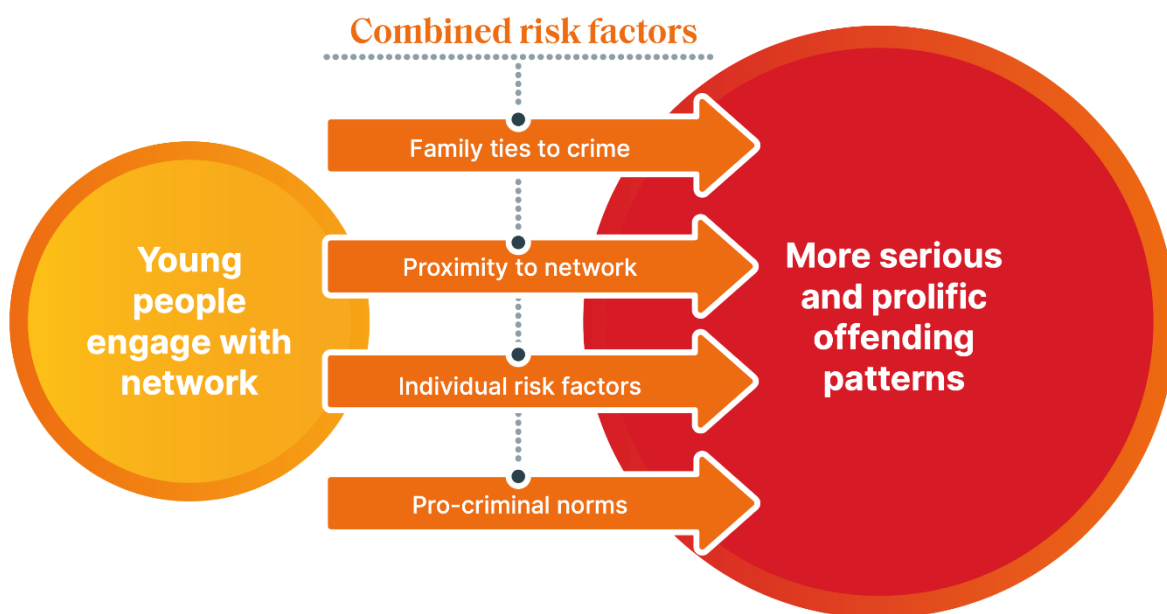 Combined risk factors
Family ties to crime
Young
people
engage with
network
Proximity to network
Individual risk factors
Pro-criminal norms
More serious
and prolific
offending
patterns